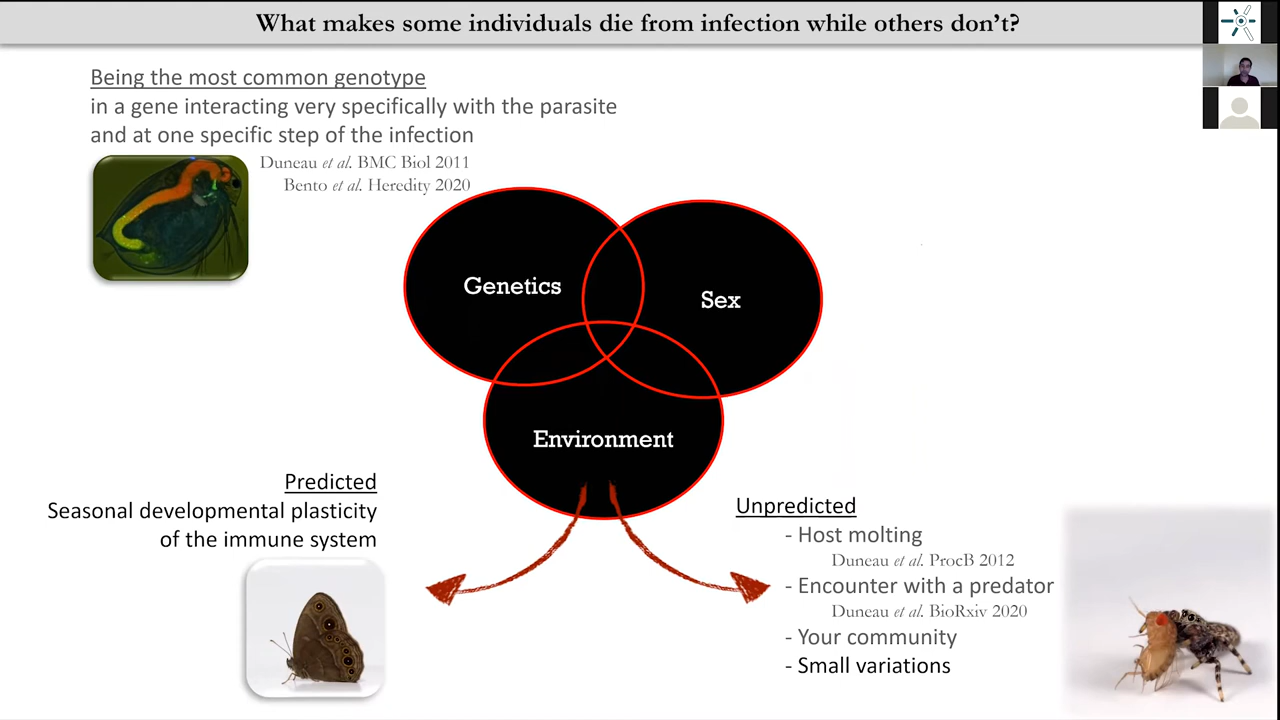 What makes some individuals die from infection while others don't?
Being the most common genotype
in a gene interacting very specifically with the parasite
and at one specific step of the infection
Duneau et al. BMC Biol 2011
Bento et al. Heredity 2020
Genetics
Sex
Environment
Predicted
Seasonal developmental plasticity
of the immune system
Unpredicted
- Host molting
Duneau et al. ProcB 2012
- Encounter with a predator
Duneau et al. BioRxiv 2020
- Your community
- Small variations